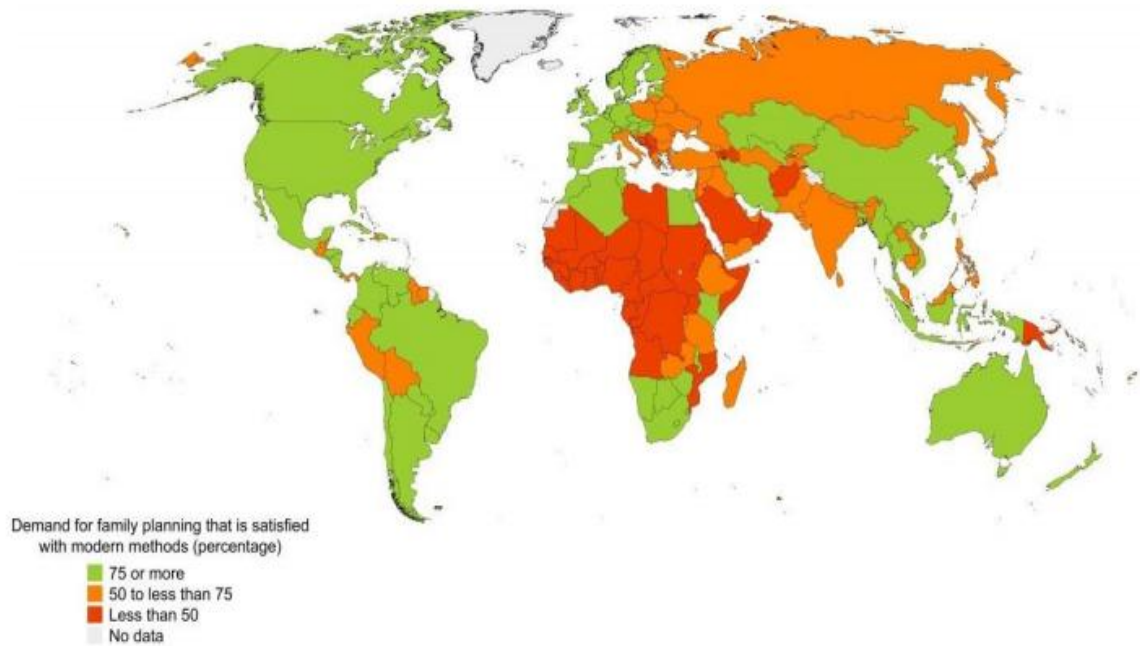 Demand for family planning that is satisfied
with modern methods (percentage)
75 or more
50 to less than 75
Less than 50
No data